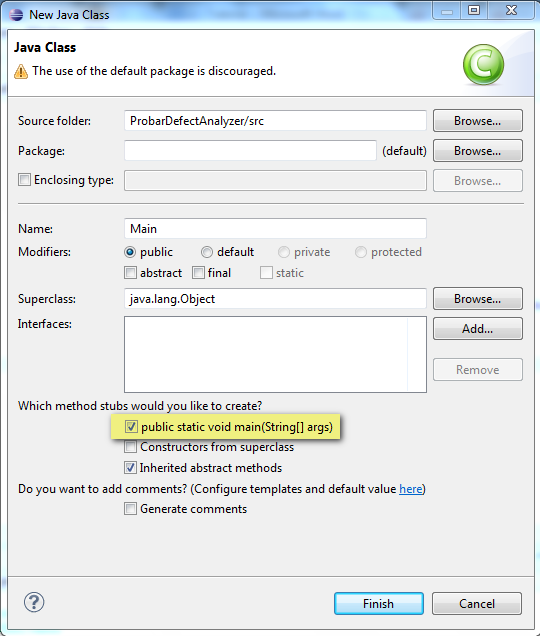 New Java Class
Java Class
The use of the default package is discouraged.
C
Source folder: ProbarDefectAnalyzer/src Browse...
Package: (default) Browse...
Enclosing type: Browse...
Name: Main
Modifiers: public default private protected
abstract final static
Superclass: java.lang.Object Browse...
Interfaces: Add...
Remove
Which method stubs would you like to create?
public static void main(String[] args)
Constructors from superclass
Inherited abstract methods
Do you want to add comments? (Configure templates and default value here)
Generate comments
? Finish Cancel